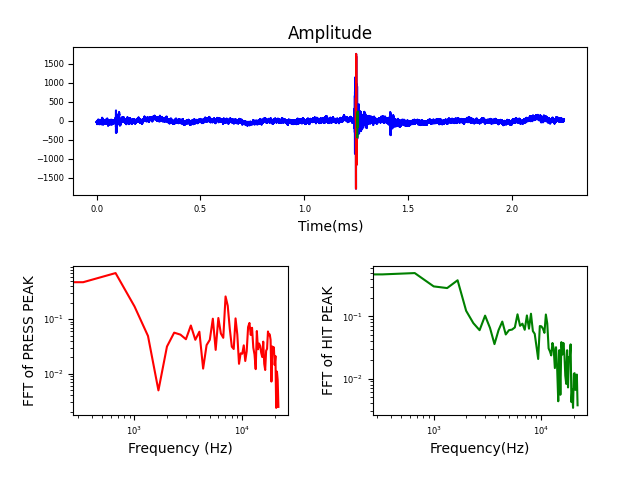 Amplitude
1500
1000
500
0
−500
−1000
−1500
0.0 0.5 1.0 1.5 2.0
Time(ms)
FFT of PRESS PEAK
10⁻¹
10⁻²
10³ 10⁴
Frequency (Hz)
FFT of HIT PEAK
10⁻¹
10⁻²
10³ 10⁴
Frequency(Hz)